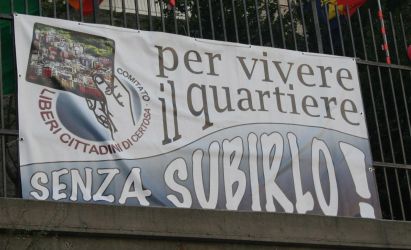 per vivere
il quartiere
COMITATO
LIBERI CITTADINI DI CERTOSA
SENZA SUBIRLO!